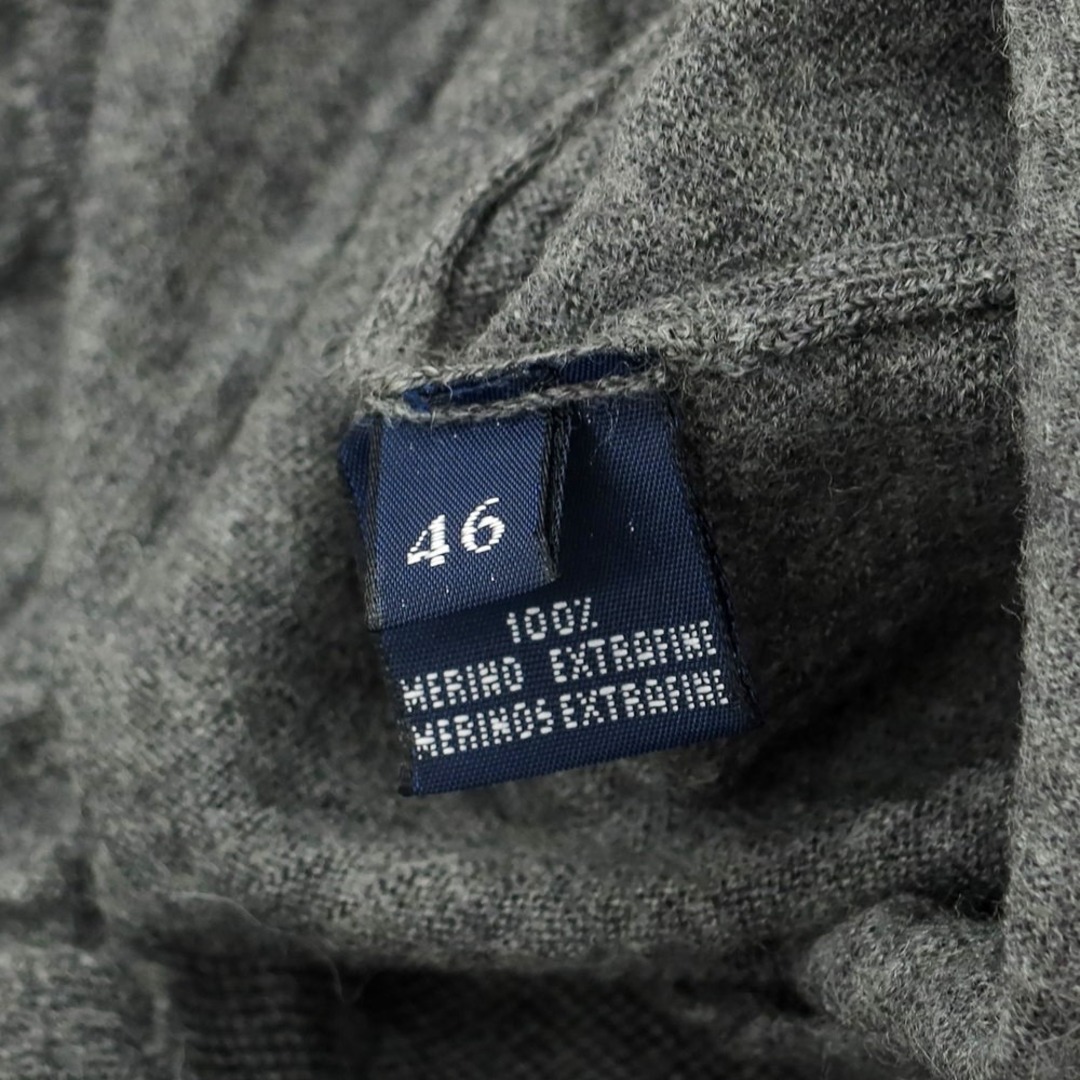 46
100%
MERINO EXTRAFINE
MERINOS EXTRAFINE